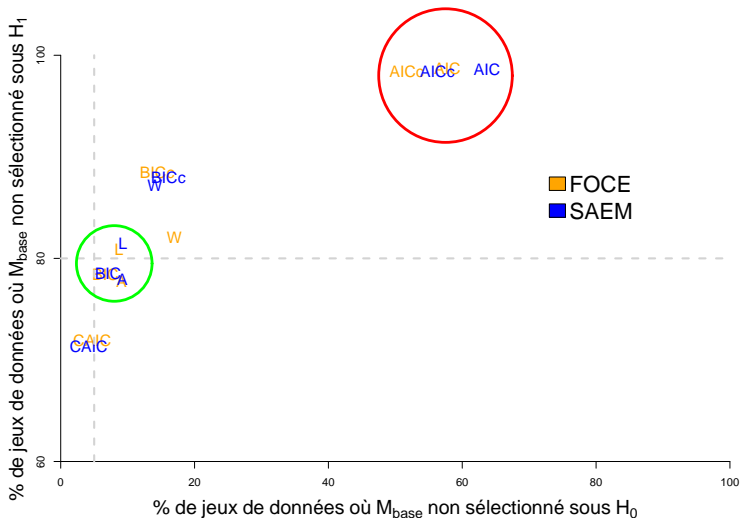 % de jeux de données où Mbase non sélectionné sous H1
100
80
60
AICc AICc AIC AIC
BICc
BICc
W
W
L
L
BIC BIC A
A
CAIC
CAIC
FOCE
SAEM
0 20 40 60 80 100
% de jeux de données où Mbase non sélectionné sous H0